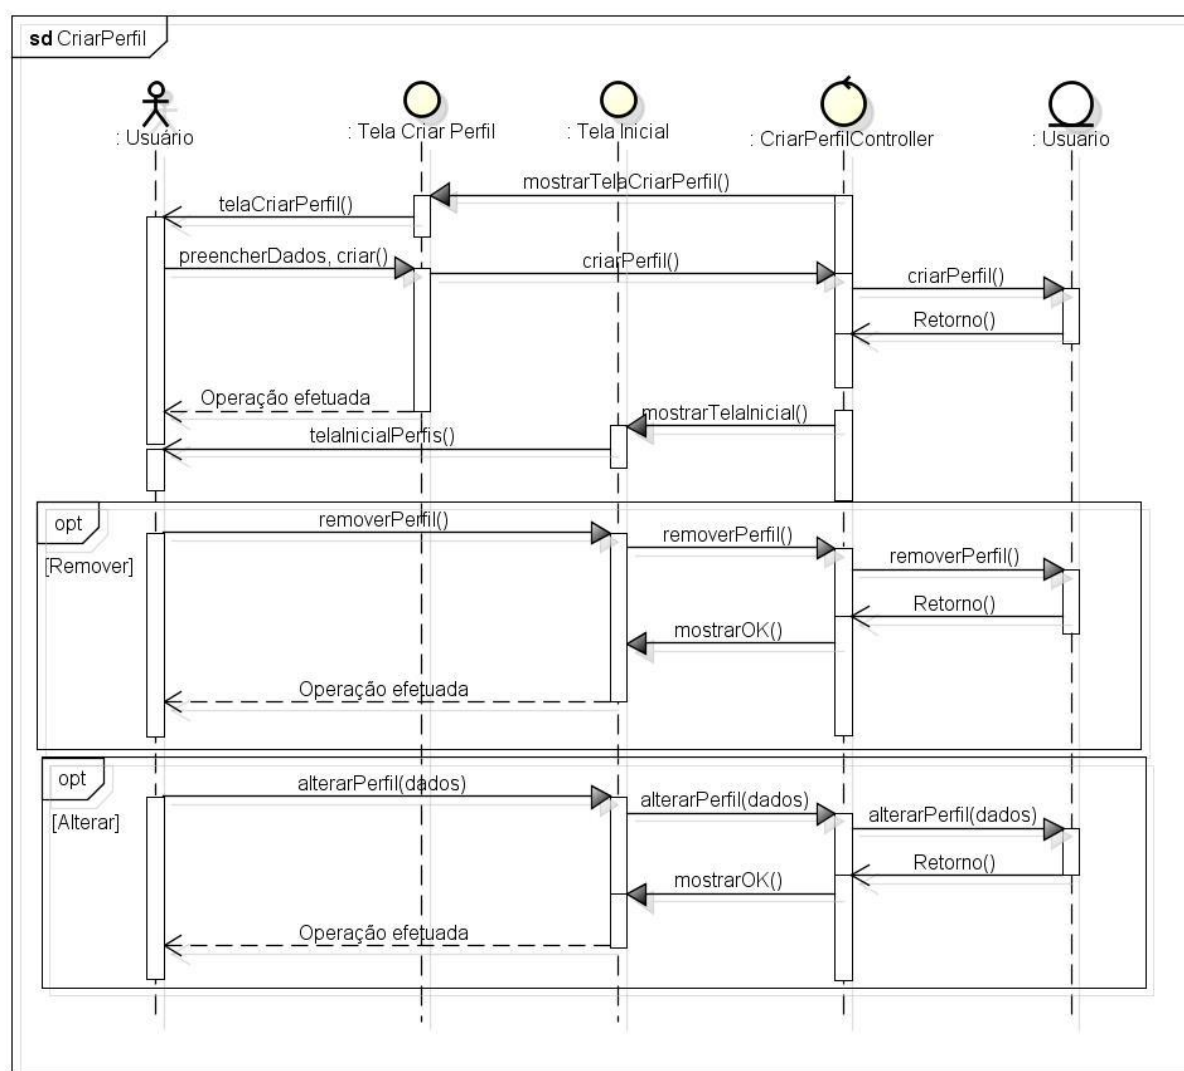 sd CriarPerfil
: Usuário
: Tela Criar Perfil
: Tela Inicial
: CriarPerfilController
: Usuario
mostrarTelaCriarPerfil()
telaCriarPerfil()
preencherDados, criar()
criarPerfil()
criarPerfil()
Retorno()
Operação efetuada
mostrarTelaInicial()
telaInicialPerfis()
opt
[Remover]
removerPerfil()
removerPerfil()
removerPerfil()
Retorno()
mostrarOK()
Operação efetuada
opt
[Alterar]
alterarPerfil(dados)
alterarPerfil(dados)
alterarPerfil(dados)
Retorno()
mostrarOK()
Operação efetuada